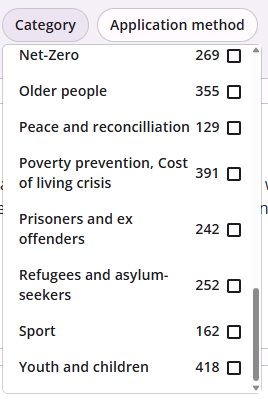 Category Application method
Net-Zero 269
Older people 355
Peace and reconcilliation 129
Poverty prevention, Cost
of living crisis 391
Prisoners and ex
offenders 242
Refugees and asylum-
seekers 252
Sport 162
Youth and children 418